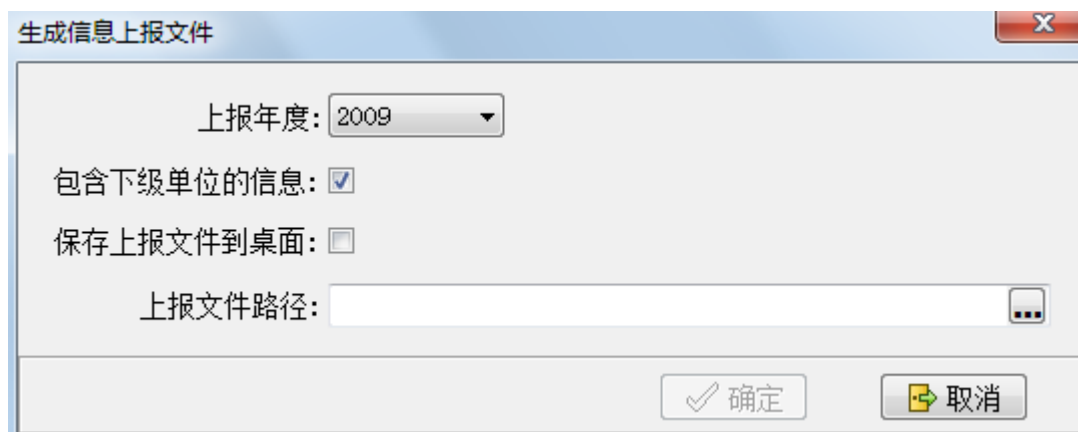 生成信息上报文件
上报年度: 2009
包含下级单位的信息:
保存上报文件到桌面:
上报文件路径:
...
确定 取消